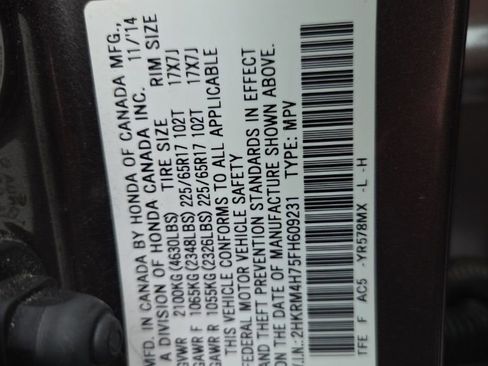 MFD. IN CANADA BY HONDA OF CANADA MFG.,
A DIVISION OF HONDA CANADA INC. 11/'14
TIRE SIZE RIM SIZE
GVWR 2100KG(4630LBS)
GAWR F 1065KG(2348LBS) 225/65R17 102T 17X7J
GAWR R 1055KG(2326LBS) 225/65R17 102T 17X7J
THIS VEHICLE CONFORMS TO ALL APPLICABLE
FEDERAL MOTOR VEHICLE SAFETY
AND THEFT PREVENTION STANDARDS IN EFFECT
ON THE DATE OF MANUFACTURE SHOWN ABOVE.
V.I.N.: 2HKRM4H75FH609231 TYPE: MPV
TFE F AC5 -YR578MX -L -H